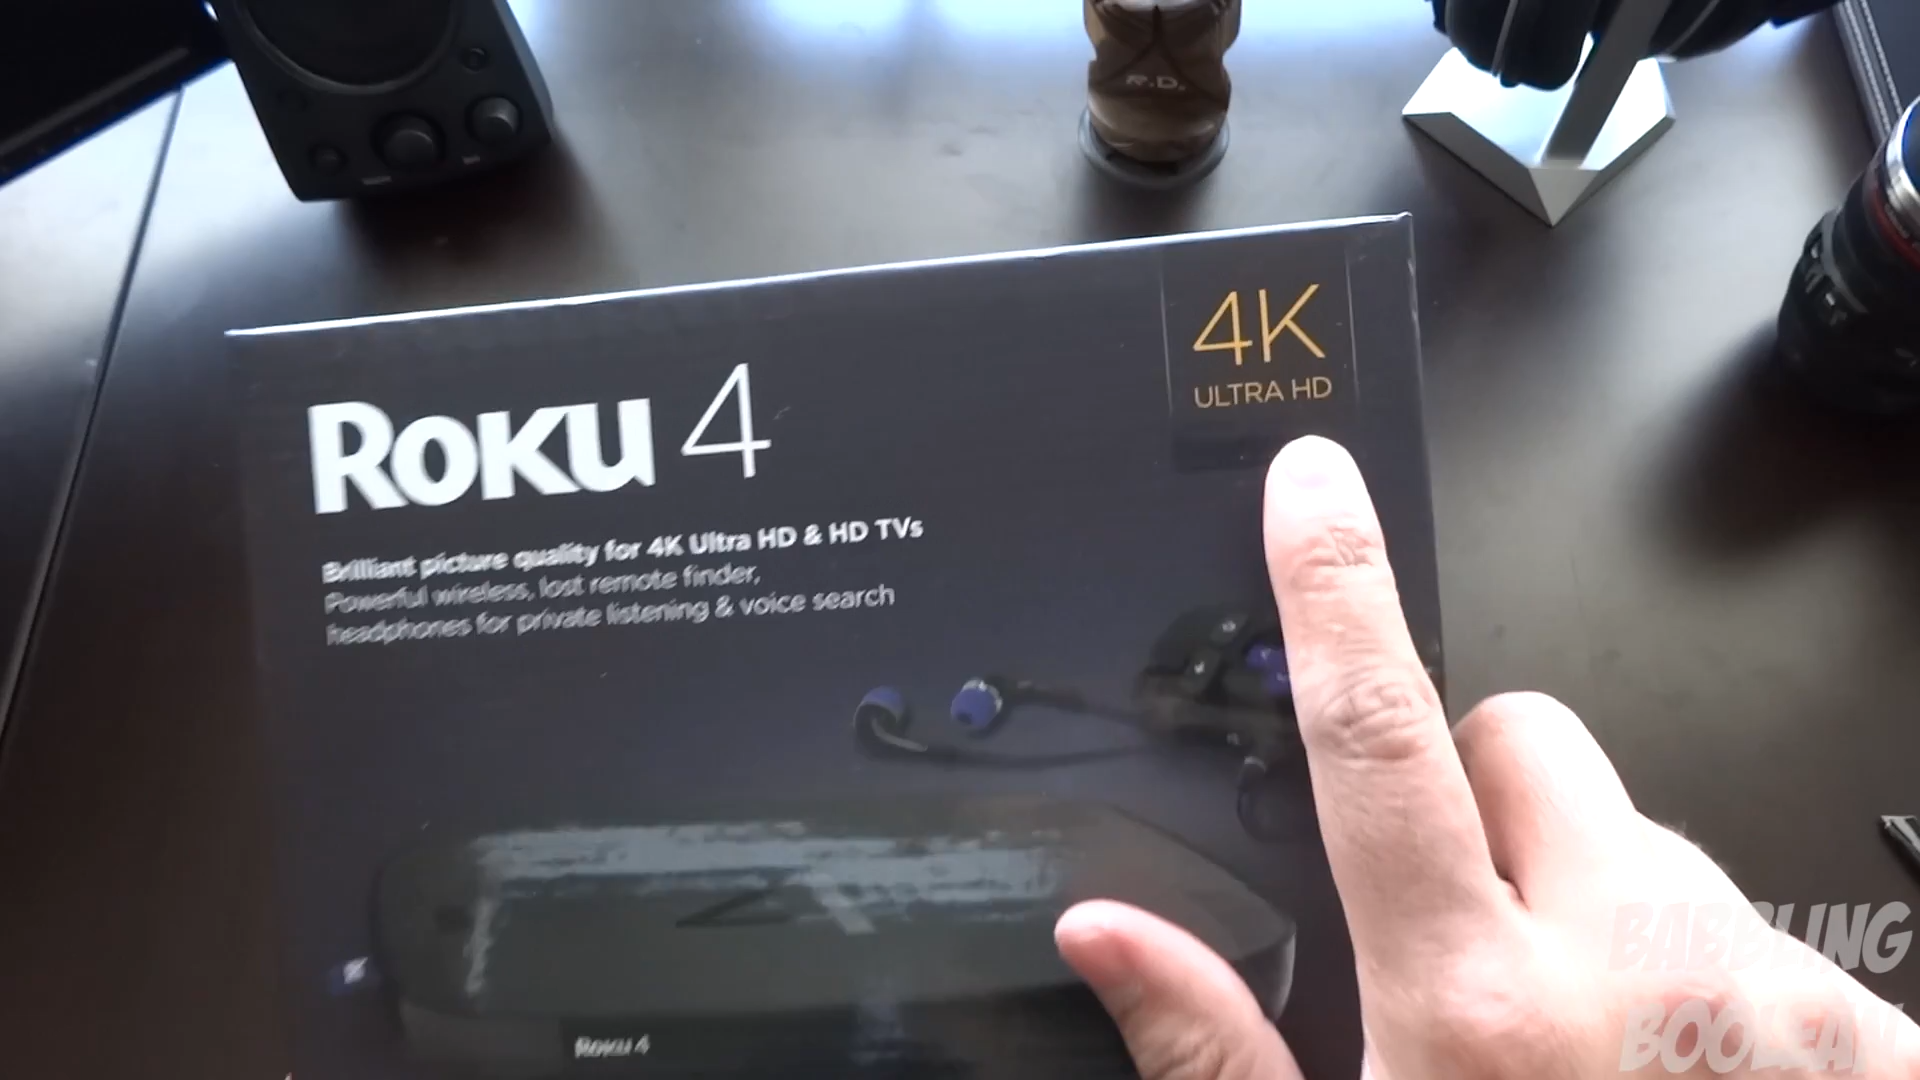 R.D.
4K
ULTRA HD
ROKU 4
Brilliant picture quality for 4K Ultra HD & HD TVs
Powerful wireless, lost remote finder,
headphones for private listening & voice search
Roku 4
BABBLING
BOOLEAN